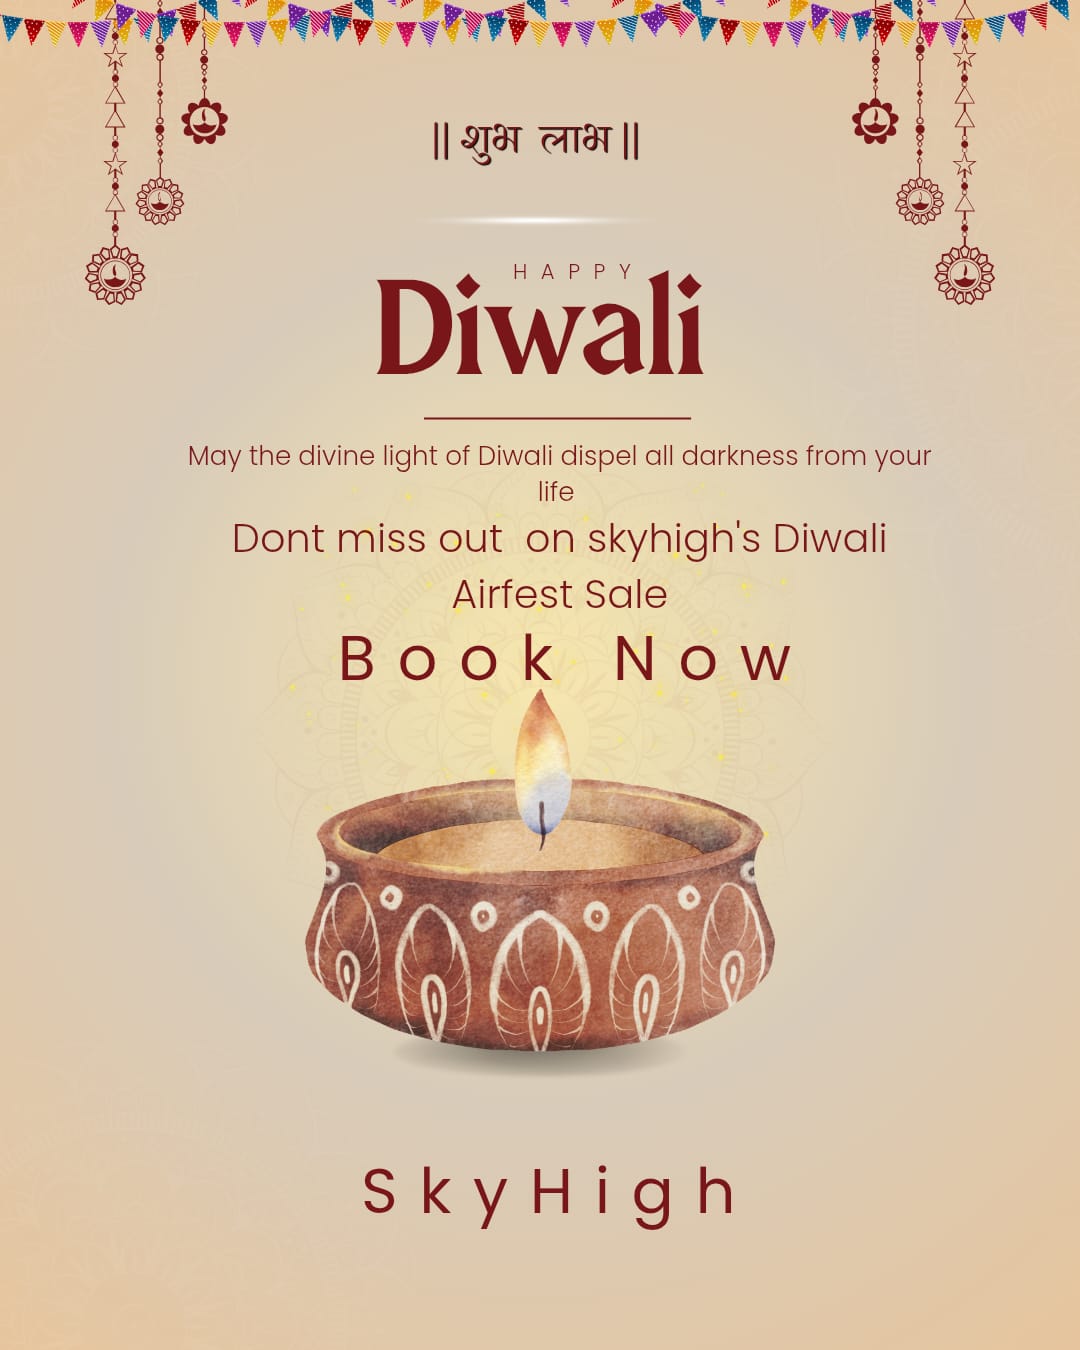 || शुभ लाभ ||
HAPPY
Diwali
May the divine light of Diwali dispel all darkness from your
life
Dont miss out on skyhigh's Diwali
Airfest Sale
Book Now
SkyHigh